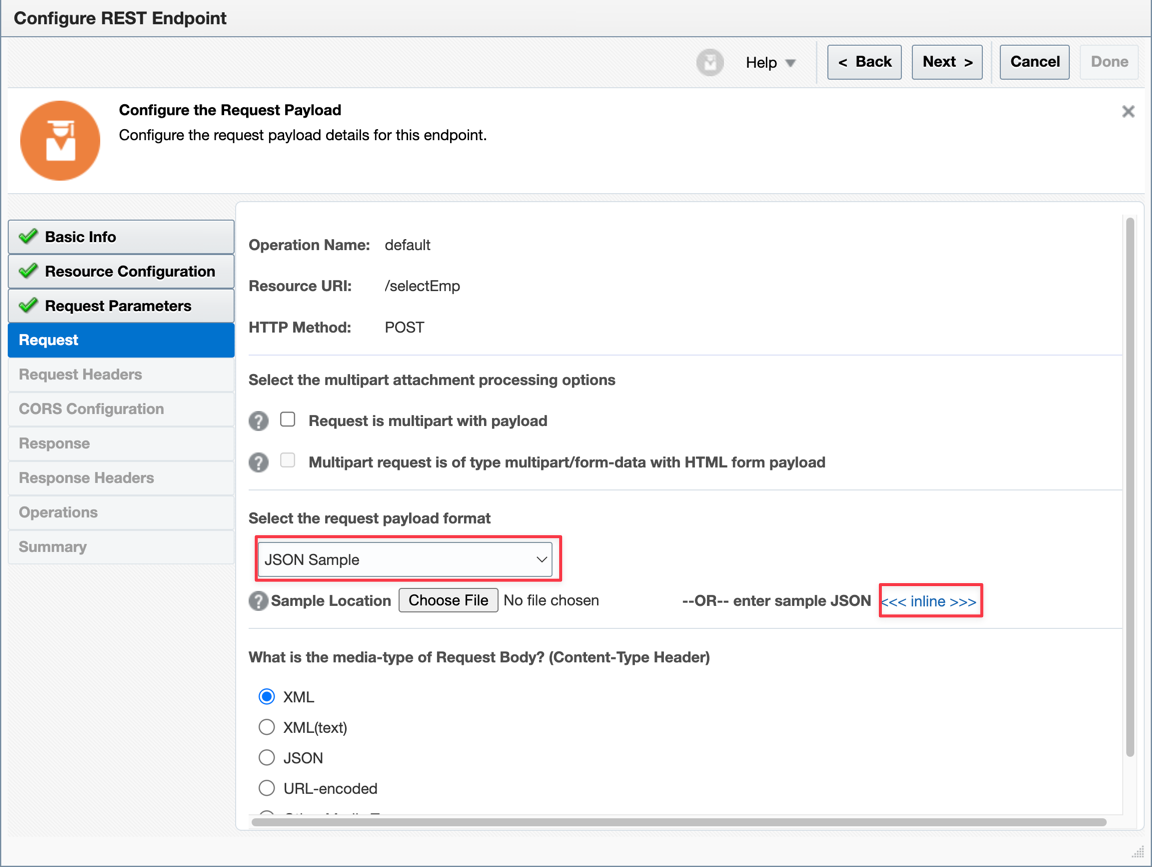 Configure REST Endpoint
Help
< Back
Next >
Cancel
Done
Configure the Request Payload
Configure the request payload details for this endpoint.
Basic Info
Resource Configuration
Request Parameters
Request
Request Headers
CORS Configuration
Response
Response Headers
Operations
Summary
Operation Name: default
Resource URI: /selectEmp
HTTP Method: POST
Select the multipart attachment processing options
? Request is multipart with payload
? Multipart request is of type multipart/form-data with HTML form payload
Select the request payload format
JSON Sample
? Sample Location Choose File No file chosen --OR-- enter sample JSON <<< inline >>>
What is the media-type of Request Body? (Content-Type Header)
XML
XML(text)
JSON
URL-encoded